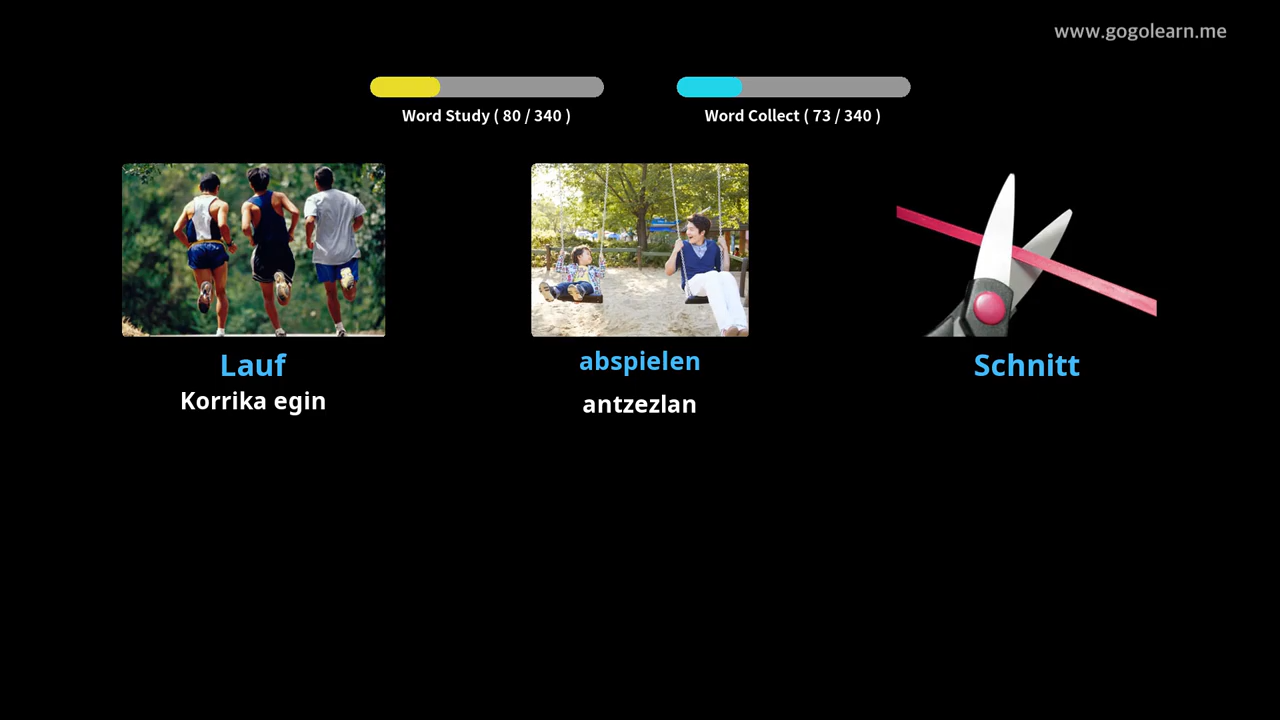 www.gogolearn.me
Word Study ( 80 / 340 )
Word Collect ( 73 / 340 )
Lauf
Korrika egin
abspielen
antzezlan
Schnitt